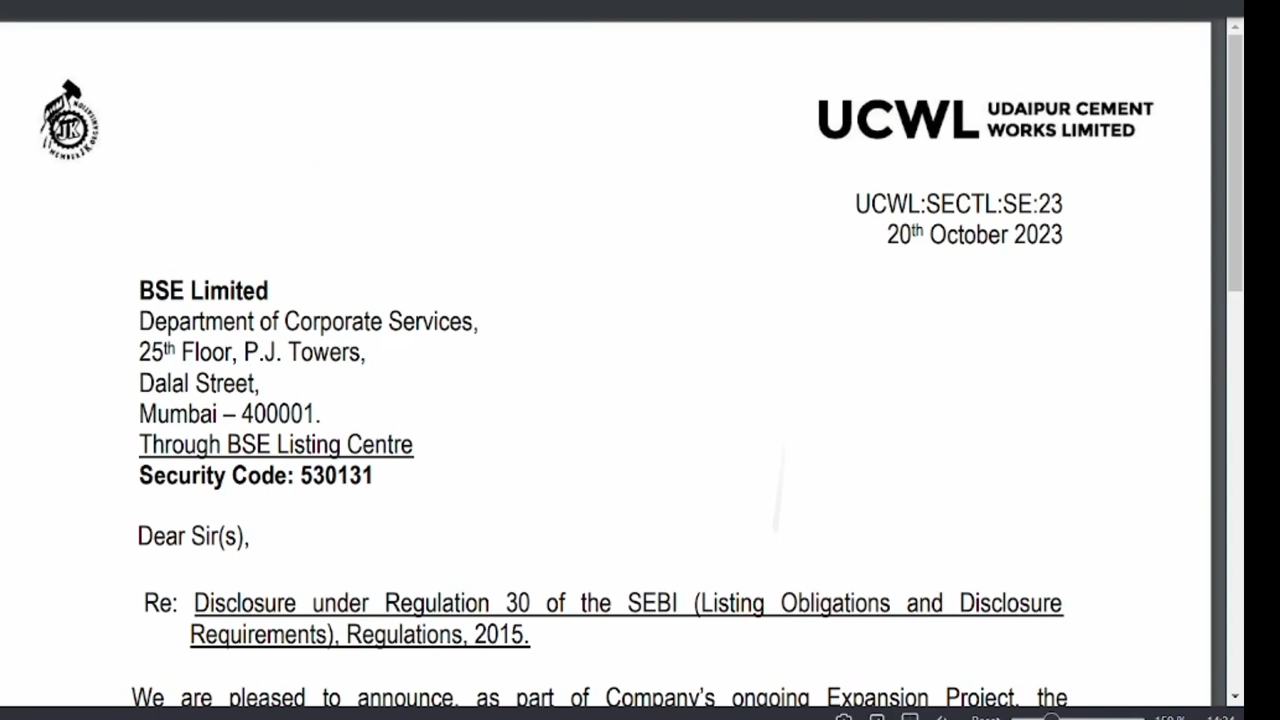 JK
UCWL UDAIPUR CEMENT
WORKS LIMITED
UCWL:SECTL:SE:23
20th October 2023
BSE Limited
Department of Corporate Services,
25th Floor, P.J. Towers,
Dalal Street,
Mumbai – 400001.
Through BSE Listing Centre
Security Code: 530131
Dear Sir(s),
Re: Disclosure under Regulation 30 of the SEBI (Listing Obligations and Disclosure
Requirements), Regulations, 2015.
We are pleased to announce, as part of Company's ongoing Expansion Project, the